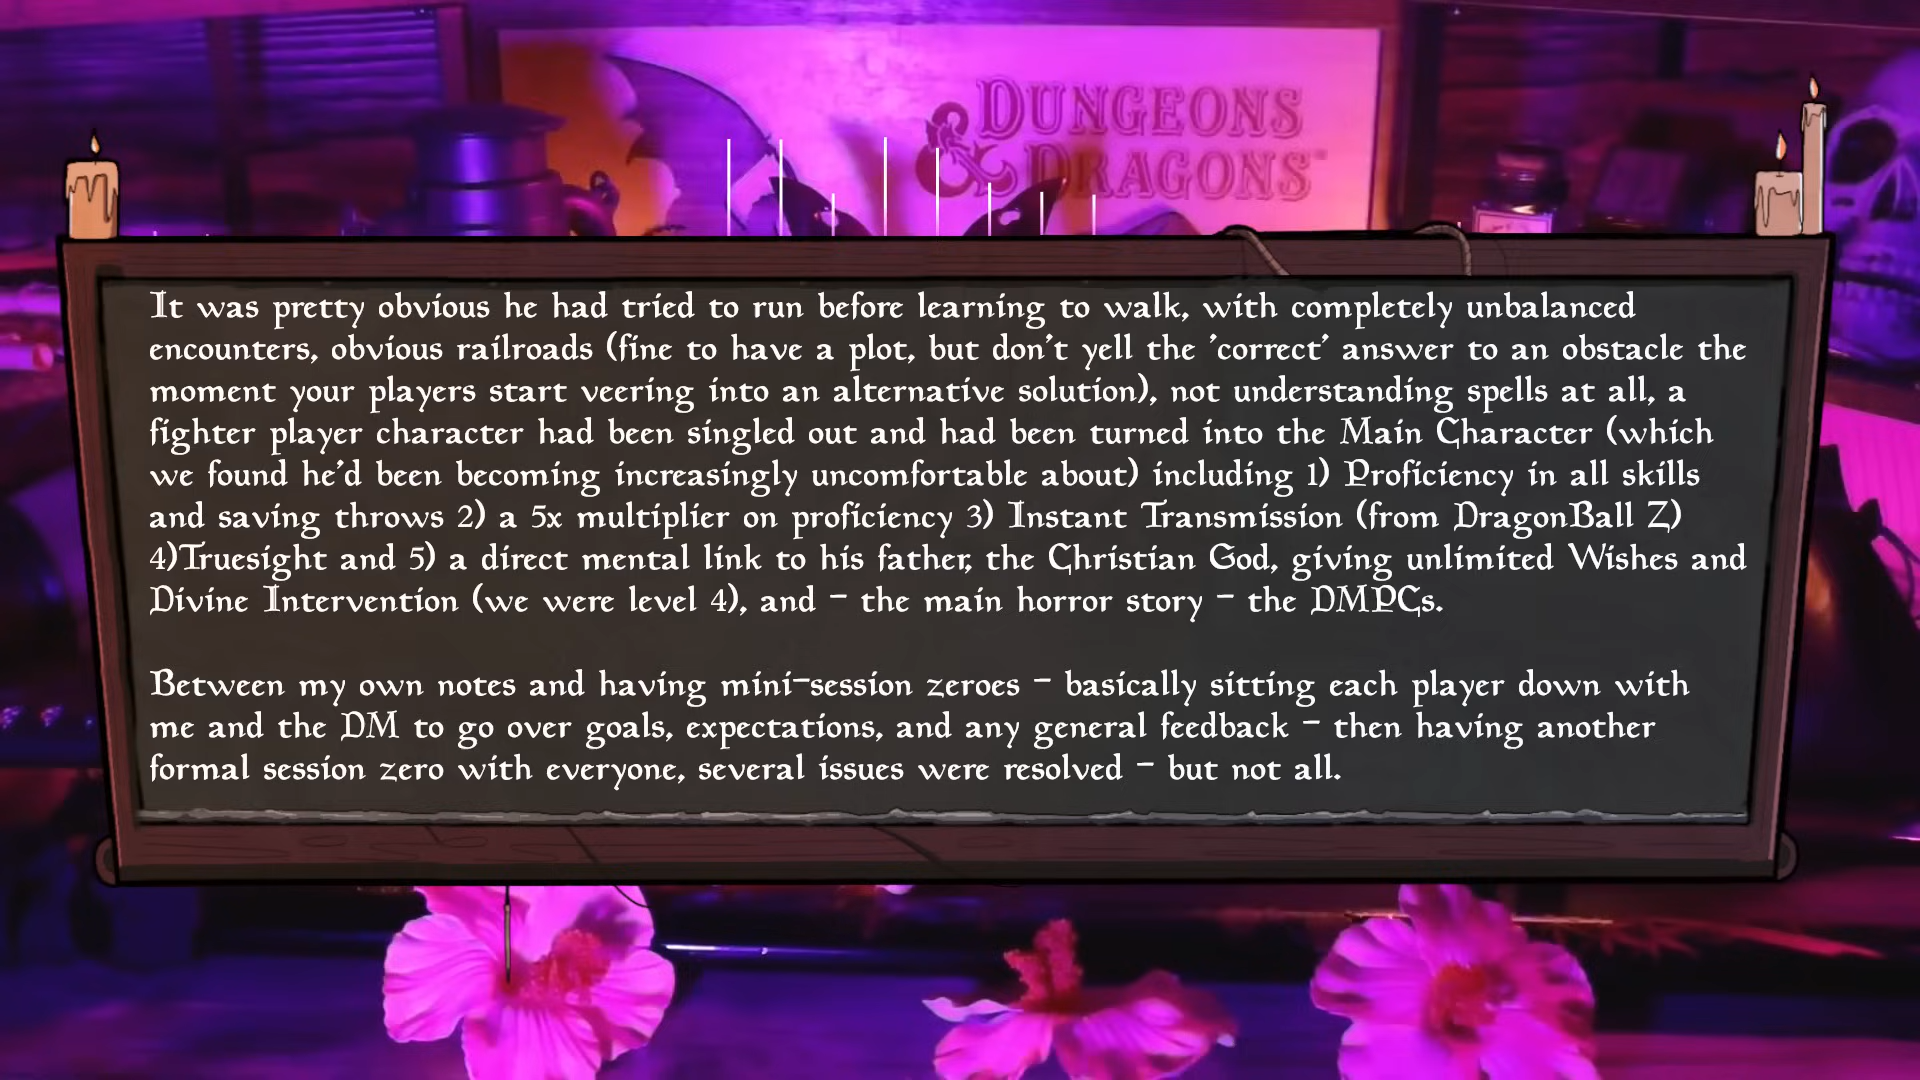 DUNGEONS
& DRAGONS™
It was pretty obvious he had tried to run before learning to walk, with completely unbalanced
encounters, obvious railroads (fine to have a plot, but don't yell the 'correct' answer to an obstacle the
moment your players start veering into an alternative solution), not understanding spells at all, a
fighter player character had been singled out and had been turned into the Main Character (which
we found he'd been becoming increasingly uncomfortable about) including 1) Proficiency in all skills
and saving throws 2) a 5x multiplier on proficiency 3) Instant Transmission (from DragonBall Z)
4)Truesight and 5) a direct mental link to his father, the Christian God, giving unlimited Wishes and
Divine Intervention (we were level 4), and - the main horror story - the DMPCs.
Between my own notes and having mini-session zeroes - basically sitting each player down with
me and the DM to go over goals, expectations, and any general feedback - then having another
formal session zero with everyone, several issues were resolved - but not all.